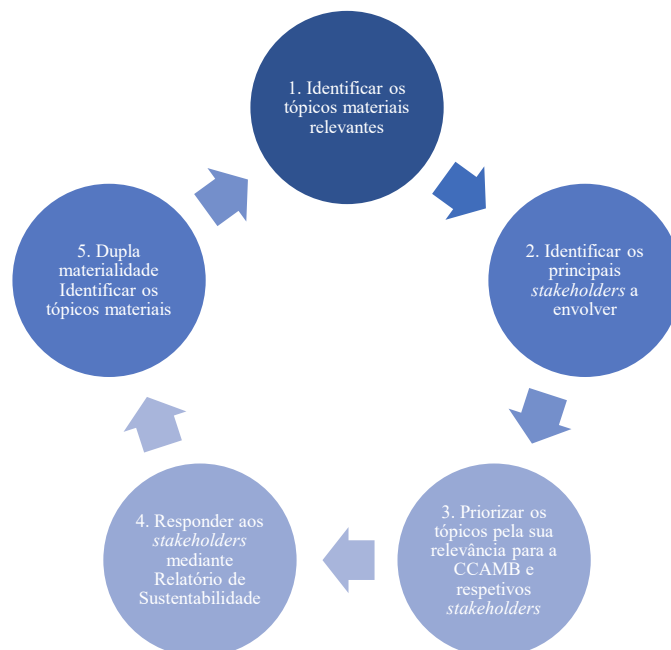 1. Identificar os
tópicos materiais
relevantes
2. Identificar os
principais
stakeholders a
envolver
3. Priorizar os
tópicos pela sua
relevância para a
CCAMB e
respetivos
stakeholders
4. Responder aos
stakeholders
mediante
Relatório de
Sustentabilidade
5. Dupla
materialidade
Identificar os
tópicos materiais